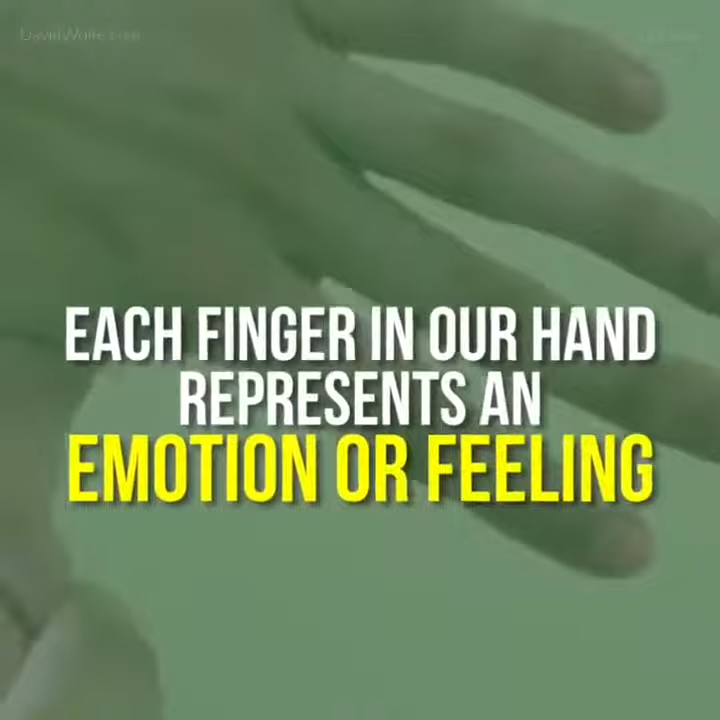 EACH FINGER IN OUR HAND
REPRESENTS AN
EMOTION OR FEELING